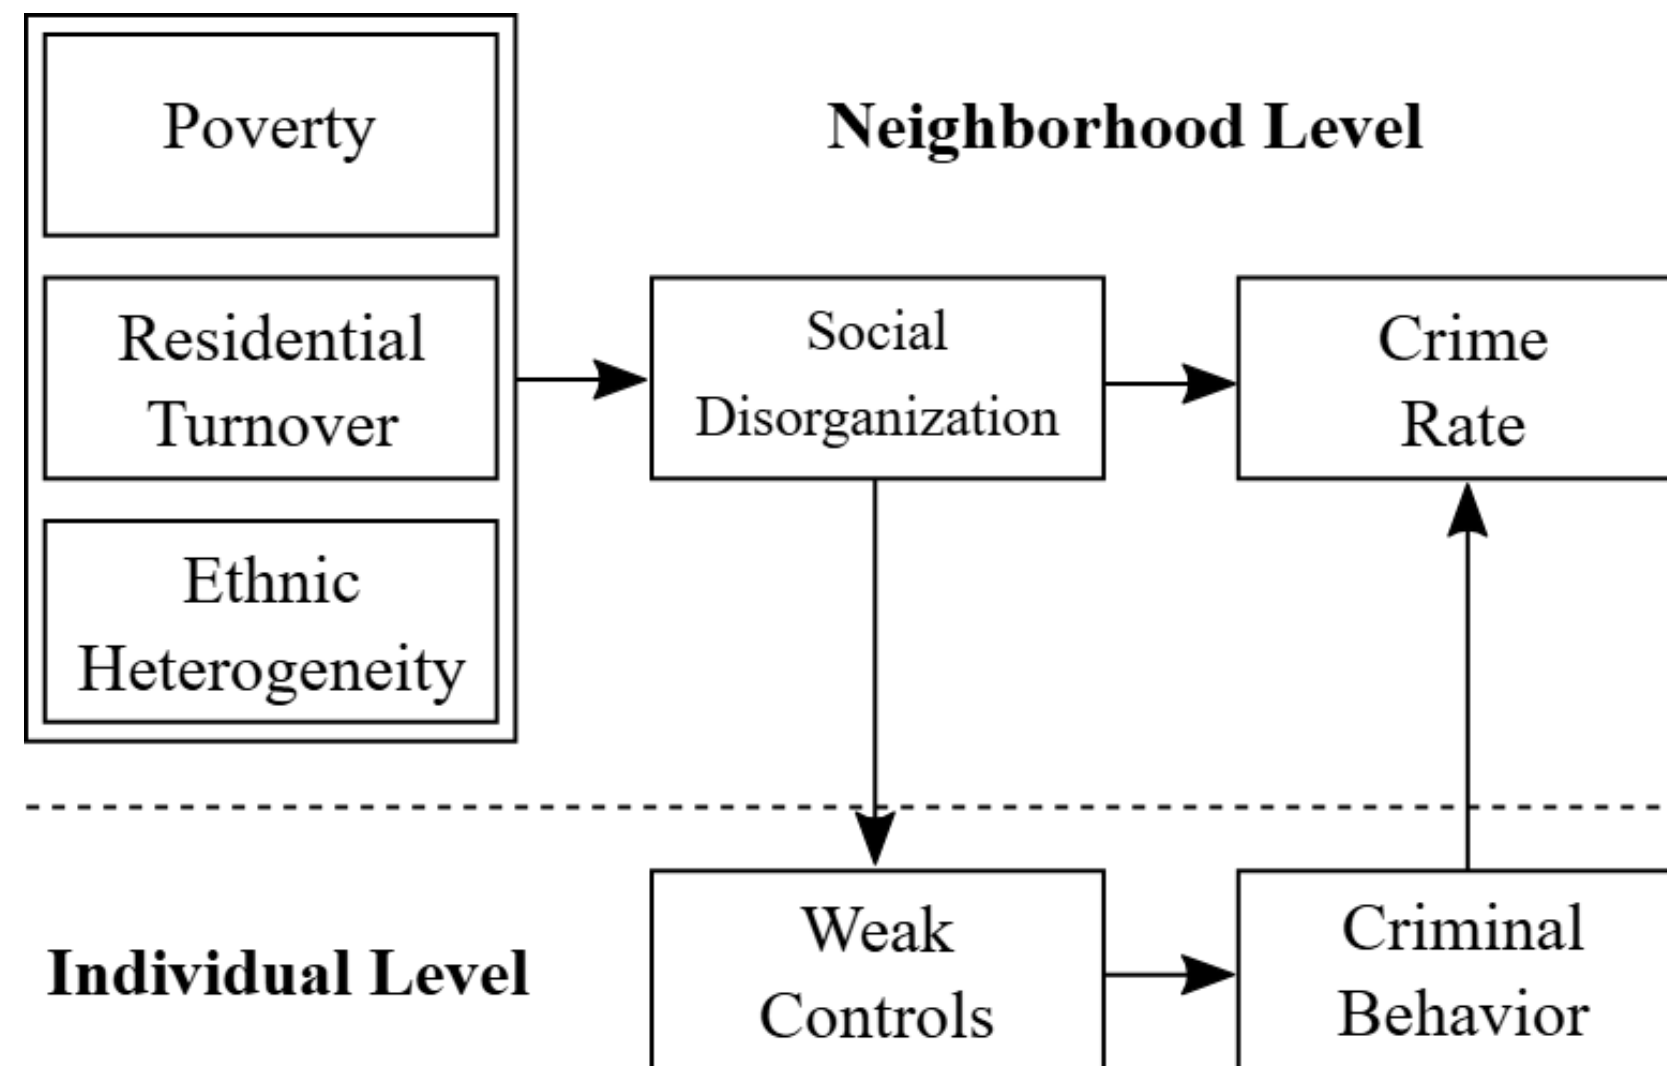 Poverty
Neighborhood Level
Residential
Turnover
Social
Disorganization
Crime
Rate
Ethnic
Heterogeneity
Individual Level
Weak
Controls
Criminal
Behavior